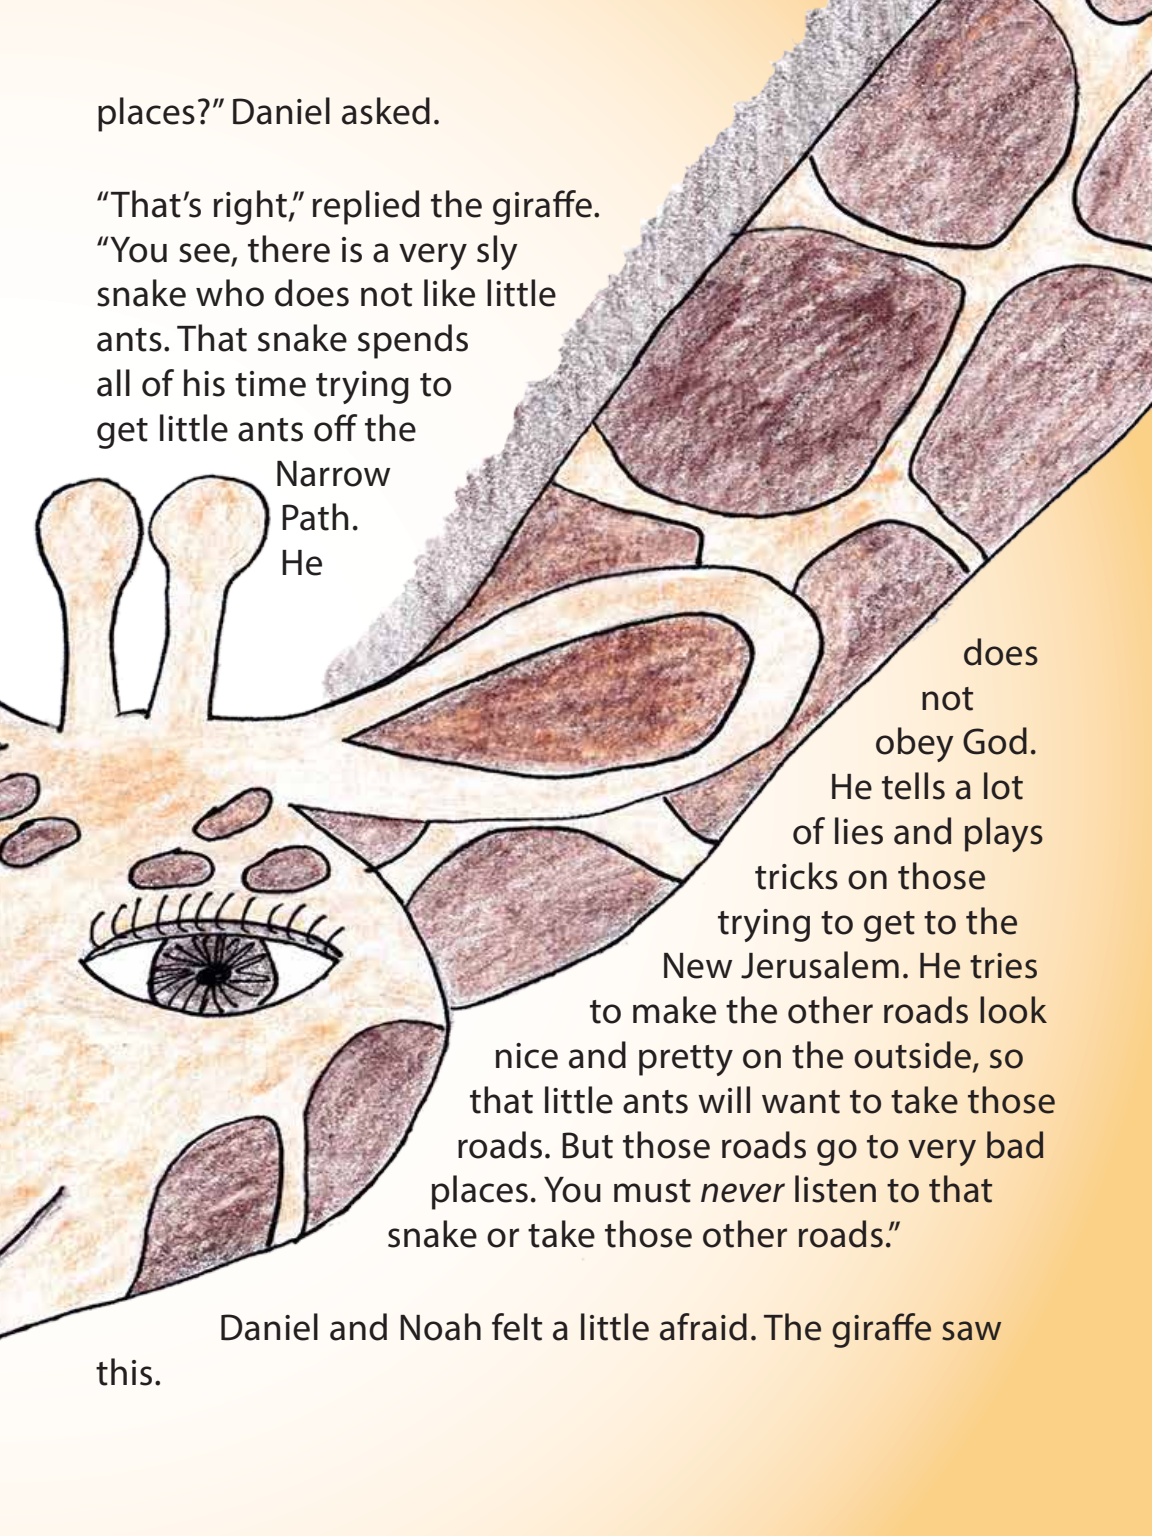 places?” Daniel asked.
“That’s right,” replied the giraffe.
“You see, there is a very sly
snake who does not like little
ants. That snake spends
all of his time trying to
get little ants off the
Narrow
Path.
He
does
not
obey God.
He tells a lot
of lies and plays
tricks on those
trying to get to the
New Jerusalem. He tries
to make the other roads look
nice and pretty on the outside, so
that little ants will want to take those
roads. But those roads go to very bad
places. You must never listen to that
snake or take those other roads.”
Daniel and Noah felt a little afraid. The giraffe saw
this.